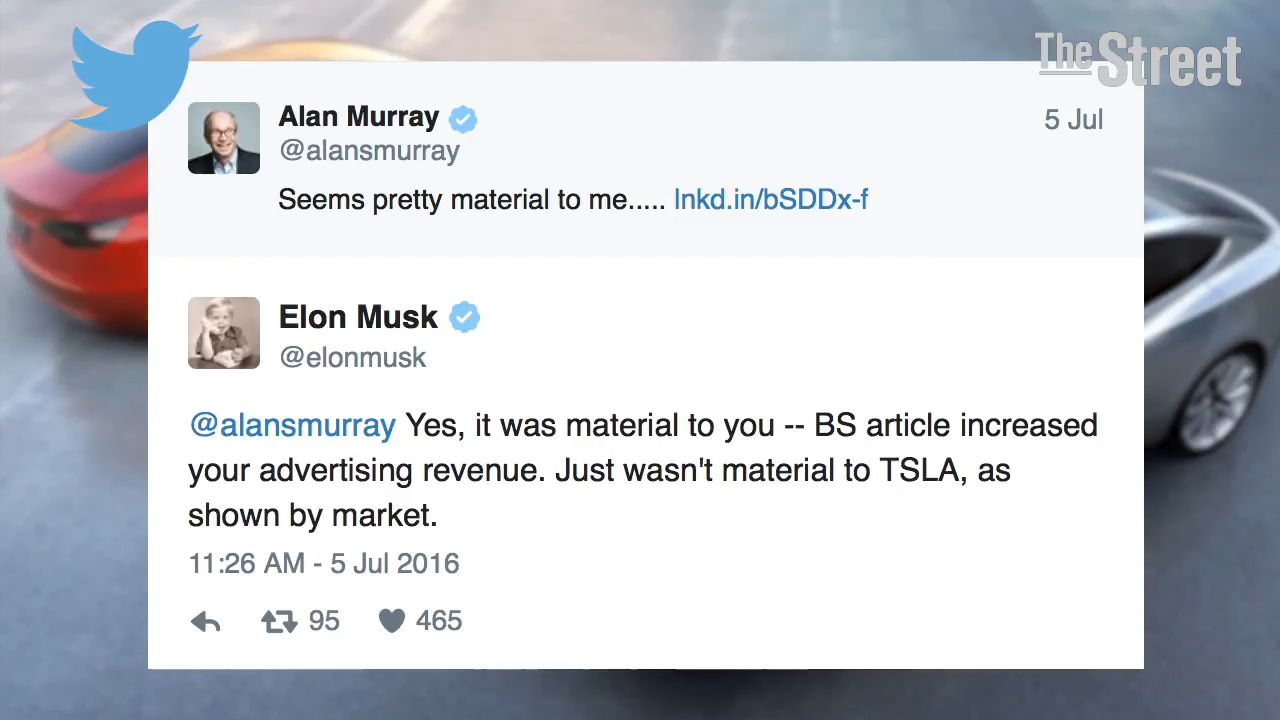 TheStreet
Alan Murray
5 Jul
@alansmurray
Seems pretty material to me..... lnkd.in/bSDDx-f
Elon Musk
@elonmusk
@alansmurray Yes, it was material to you -- BS article increased
your advertising revenue. Just wasn't material to TSLA, as
shown by market.
11:26 AM - 5 Jul 2016
95
465